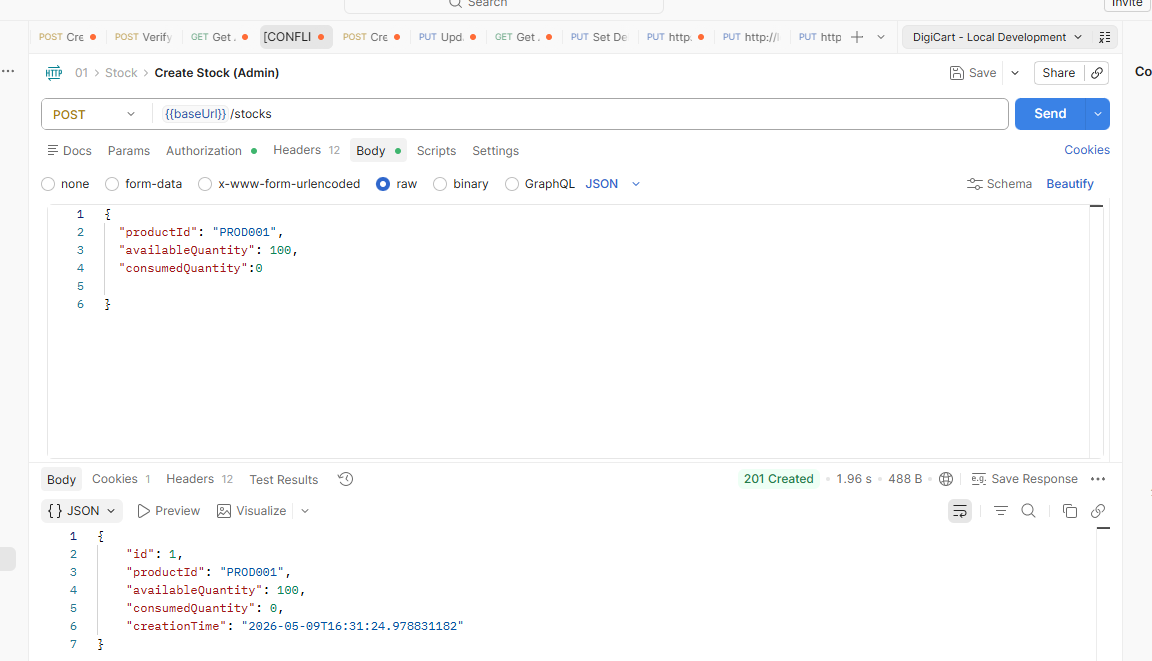 Search
Invite
POST Cre
POST Verify
GET Get .
[CONFLI
POST Cre
PUT Upd.
GET Get .
PUT Set De
PUT http.
PUT http://
PUT http
DigiCart - Local Development
HTTP 01 > Stock > Create Stock (Admin)
Save
Share
Co
POST
{{baseUrl}} /stocks
Send
Docs Params Authorization Headers 12 Body Scripts Settings
Cookies
none form-data x-www-form-urlencoded raw binary GraphQL JSON
Schema Beautify
1 {
2 "productId": "PROD001",
3 "availableQuantity": 100,
4 "consumedQuantity":0
5
6 }
Body Cookies 1 Headers 12 Test Results
201 Created • 1.96 s • 488 B •
e.g. Save Response
{} JSON Preview Visualize
1 {
2 "id": 1,
3 "productId": "PROD001",
4 "availableQuantity": 100,
5 "consumedQuantity": 0,
6 "creationTime": "2026-05-09T16:31:24.978831182"
7 }